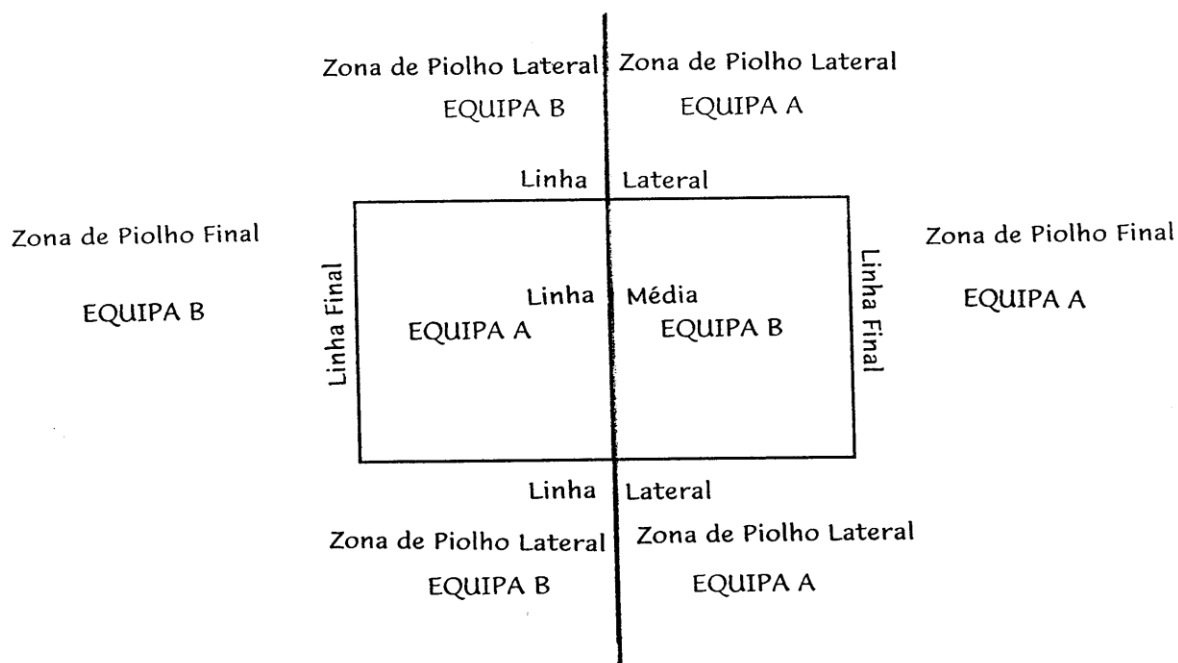 Zona de Piolho Lateral Zona de Piolho Lateral
EQUIPA B EQUIPA A
Linha Lateral
Zona de Piolho Final
EQUIPA B
Linha Final
Linha Média
EQUIPA A EQUIPA B
Linha Final
Zona de Piolho Final
EQUIPA A
Linha Lateral
Zona de Piolho Lateral Zona de Piolho Lateral
EQUIPA B EQUIPA A